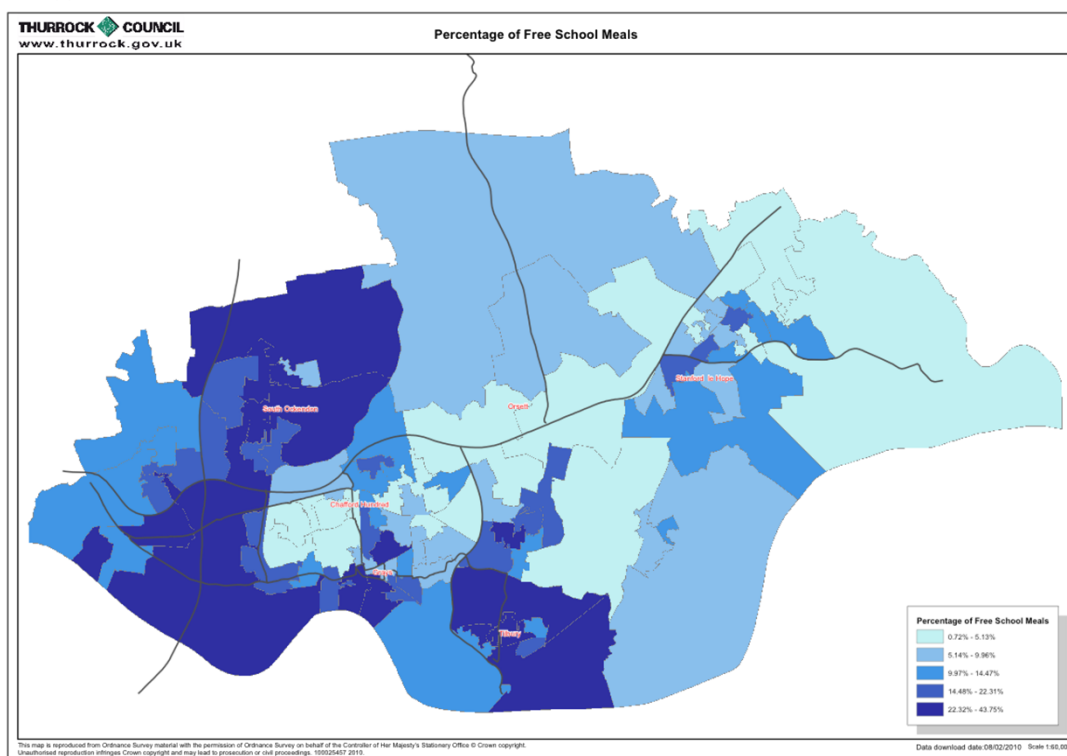 THURROCK COUNCIL
www.thurrock.gov.uk
Percentage of Free School Meals
Stanford le Hope
Orsett
South Ockendon
Chafford Hundred
Grays
Tilbury
Percentage of Free School Meals
0.72% - 5.13%
5.14% - 9.96%
9.97% - 14.47%
14.48% - 22.31%
22.32% - 43.75%
This map is reproduced from Ordnance Survey material with the permission of Ordnance Survey on behalf of the Controller of Her Majesty's Stationery Office © Crown copyright.
Unauthorised reproduction infringes Crown copyright and may lead to prosecution or civil proceedings. 100025457 2010.
Data download date:08/02/2010 Scale 1:60,00